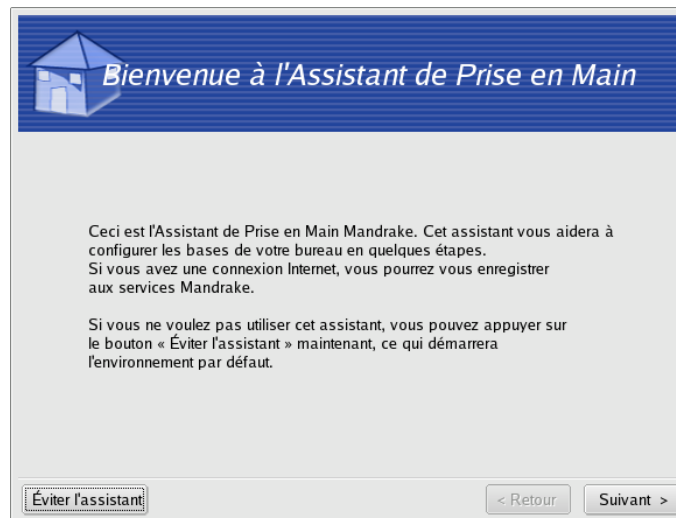 Bienvenue à l'Assistant de Prise en Main
Ceci est l'Assistant de Prise en Main Mandrake. Cet assistant vous aidera à
configurer les bases de votre bureau en quelques étapes.
Si vous avez une connexion Internet, vous pourrez vous enregistrer
aux services Mandrake.
Si vous ne voulez pas utiliser cet assistant, vous pouvez appuyer sur
le bouton « Éviter l'assistant » maintenant, ce qui démarrera
l'environnement par défaut.
Éviter l'assistant
< Retour
Suivant >